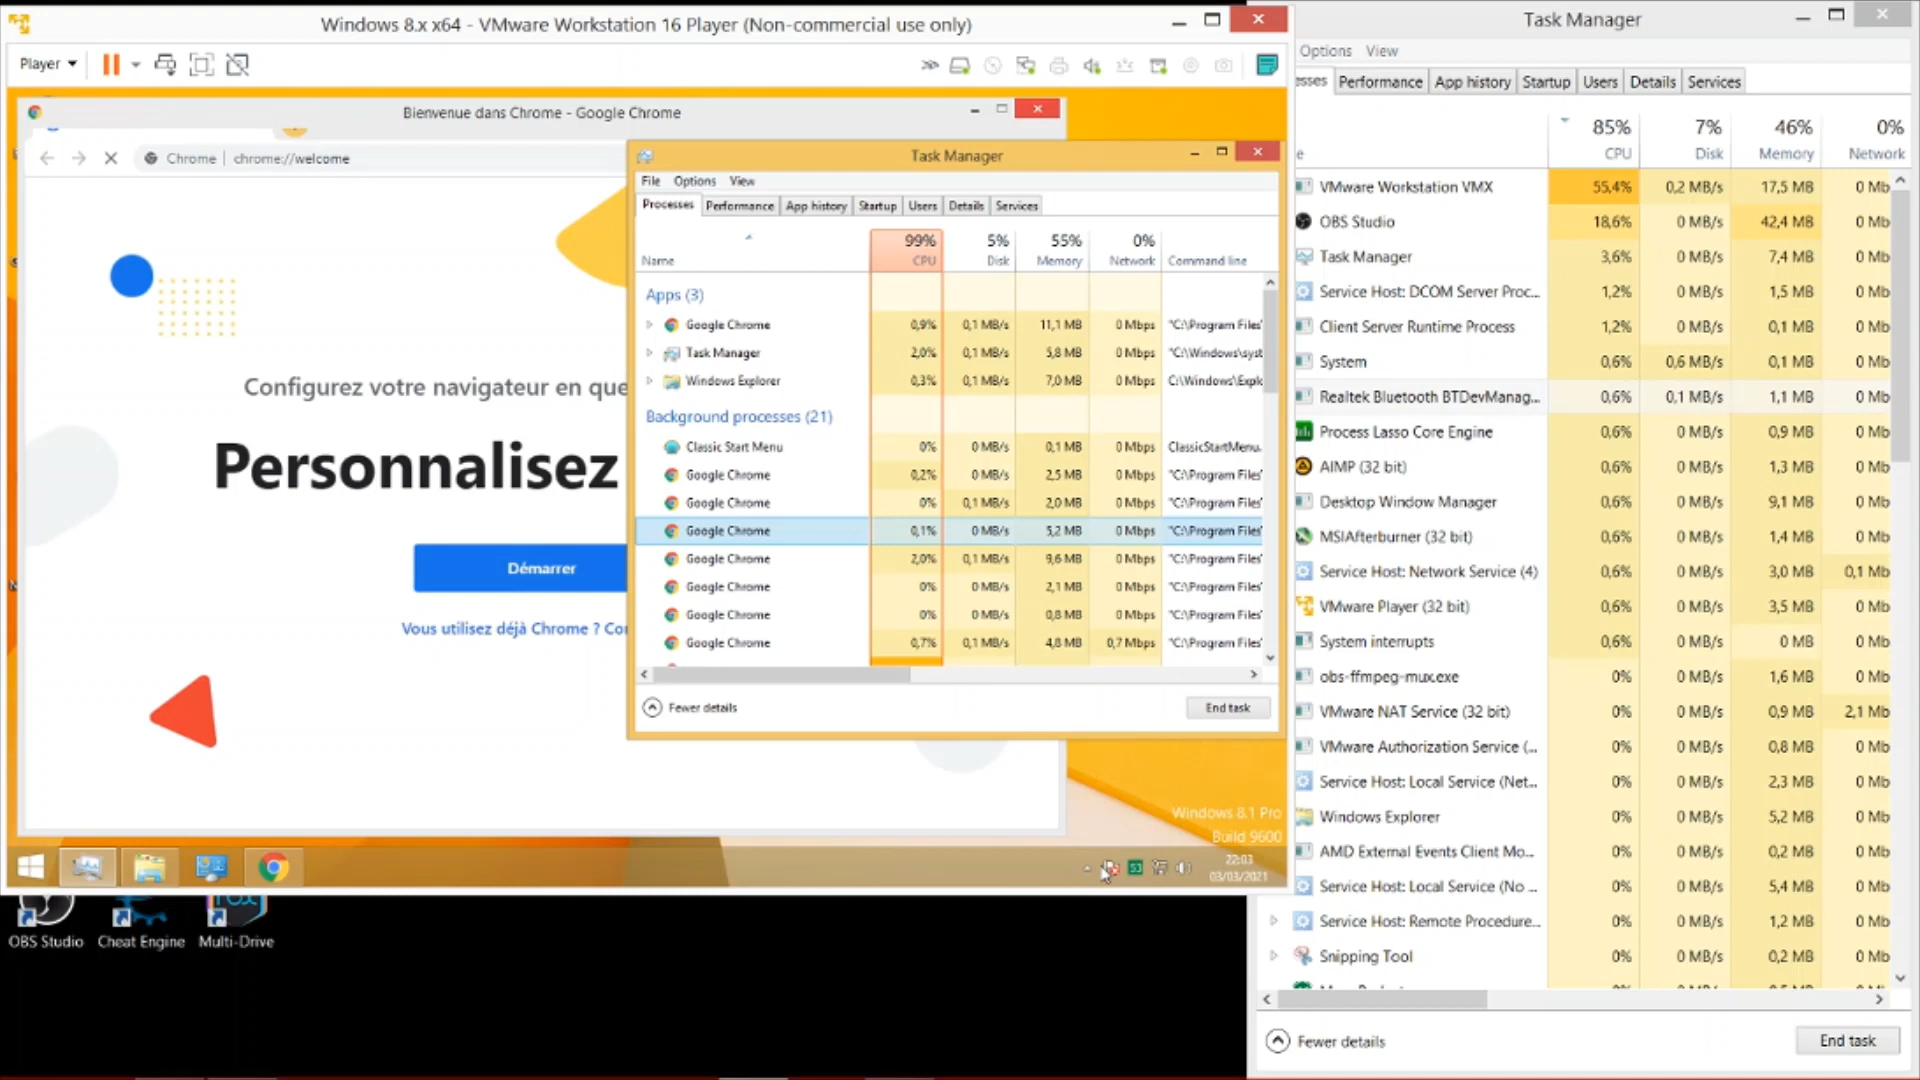 Windows 8.x x64 - VMware Workstation 16 Player (Non-commercial use only)
Player
Bienvenue dans Chrome - Google Chrome
Chrome | chrome://welcome
Configurez votre navigateur en que
Personnalisez
Démarrer
Vous utilisez déjà Chrome ? Co
Task Manager
File Options View
Processes Performance App history Startup Users Details Services
99% 5% 55% 0%
Name CPU Disk Memory Network Command line
Apps (3)
Google Chrome 0,9% 0,1 MB/s 11,1 MB 0 Mbps "C:\Program Files'
Task Manager 2,0% 0,1 MB/s 5,8 MB 0 Mbps "C:\Windows\syst
Windows Explorer 0,3% 0,1 MB/s 7,0 MB 0 Mbps C:\Windows\Explo
Background processes (21)
Classic Start Menu 0% 0 MB/s 0,1 MB 0 Mbps ClassicStartMenu.
Google Chrome 0,2% 0 MB/s 2,5 MB 0 Mbps "C:\Program Files'
Google Chrome 0% 0,1 MB/s 2,0 MB 0 Mbps "C:\Program Files'
Google Chrome 0,1% 0 MB/s 5,2 MB 0 Mbps "C:\Program Files'
Google Chrome 2,0% 0,1 MB/s 9,6 MB 0 Mbps "C:\Program Files'
Google Chrome 0% 0 MB/s 2,1 MB 0 Mbps "C:\Program Files'
Google Chrome 0% 0 MB/s 0,8 MB 0 Mbps "C:\Program Files'
Google Chrome 0,7% 0,1 MB/s 4,8 MB 0,7 Mbps "C:\Program Files'
Fewer details End task
Windows 8.1 Pro
Build 9600
22:03
03/03/2021
OBS Studio Cheat Engine Multi-Drive
Task Manager
Options View
esses Performance App history Startup Users Details Services
85% 7% 46% 0%
e CPU Disk Memory Network
VMware Workstation VMX 55,4% 0,2 MB/s 17,5 MB 0 Mb
OBS Studio 18,6% 0 MB/s 42,4 MB 0 Mb
Task Manager 3,6% 0 MB/s 7,4 MB 0 Mb
Service Host: DCOM Server Proc... 1,2% 0 MB/s 1,5 MB 0 Mb
Client Server Runtime Process 1,2% 0 MB/s 0,1 MB 0 Mb
System 0,6% 0,6 MB/s 0,1 MB 0 Mb
Realtek Bluetooth BTDevManag... 0,6% 0,1 MB/s 1,1 MB 0 Mb
Process Lasso Core Engine 0,6% 0 MB/s 0,9 MB 0 Mb
AIMP (32 bit) 0,6% 0 MB/s 1,3 MB 0 Mb
Desktop Window Manager 0,6% 0 MB/s 9,1 MB 0 Mb
MSIAfterburner (32 bit) 0,6% 0 MB/s 1,4 MB 0 Mb
Service Host: Network Service (4) 0,6% 0 MB/s 3,0 MB 0,1 Mb
VMware Player (32 bit) 0,6% 0 MB/s 3,5 MB 0 Mb
System interrupts 0,6% 0 MB/s 0 MB 0 Mb
obs-ffmpeg-mux.exe 0% 0 MB/s 1,6 MB 0 Mb
VMware NAT Service (32 bit) 0% 0 MB/s 0,9 MB 2,1 Mb
VMware Authorization Service (... 0% 0 MB/s 0,8 MB 0 Mb
Service Host: Local Service (Net... 0% 0 MB/s 2,3 MB 0 Mb
Windows Explorer 0% 0 MB/s 5,2 MB 0 Mb
AMD External Events Client Mo... 0% 0 MB/s 0,2 MB 0 Mb
Service Host: Local Service (No ... 0% 0 MB/s 5,4 MB 0 Mb
Service Host: Remote Procedure... 0% 0 MB/s 1,2 MB 0 Mb
Snipping Tool 0% 0 MB/s 0,2 MB 0 Mb
Fewer details End task